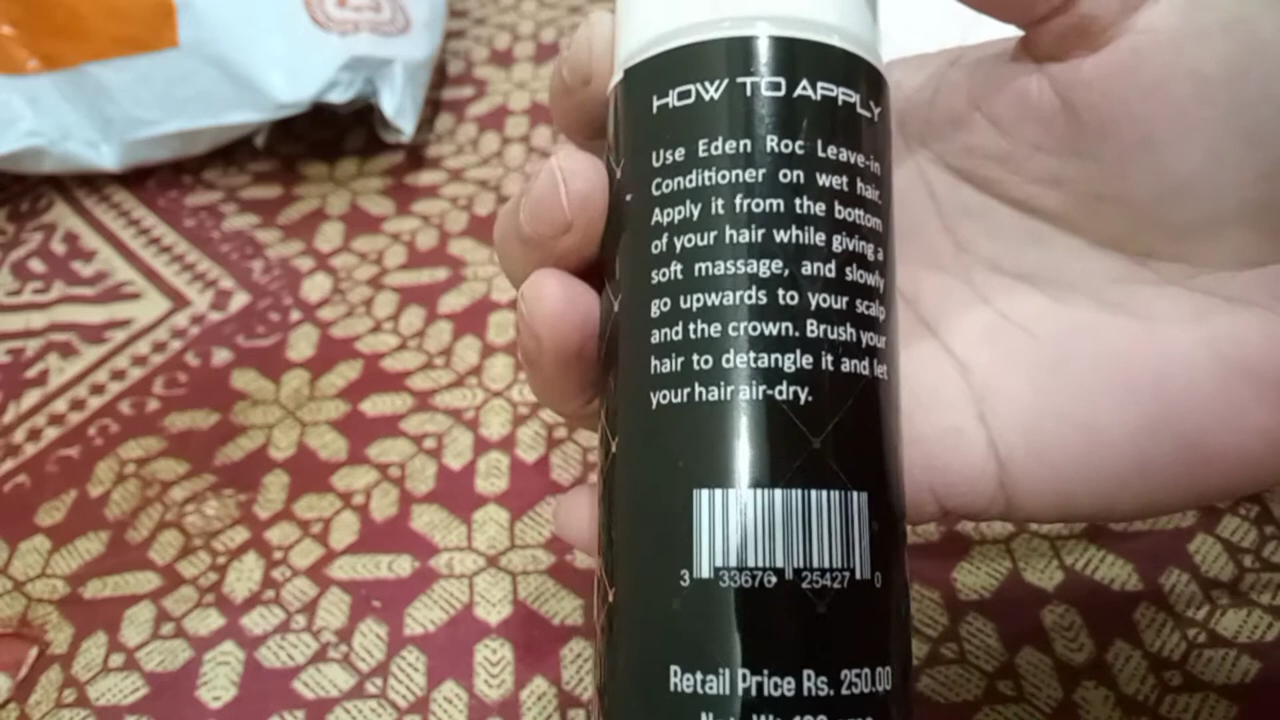 HOW TO APPLY
Use Eden Roc Leave-in
Conditioner on wet hair.
Apply it from the bottom
of your hair while giving a
soft massage, and slowly
go upwards to your scalp
and the crown. Brush your
hair to detangle it and let
your hair air-dry.
3 33676 25427 0
Retail Price Rs. 250.00